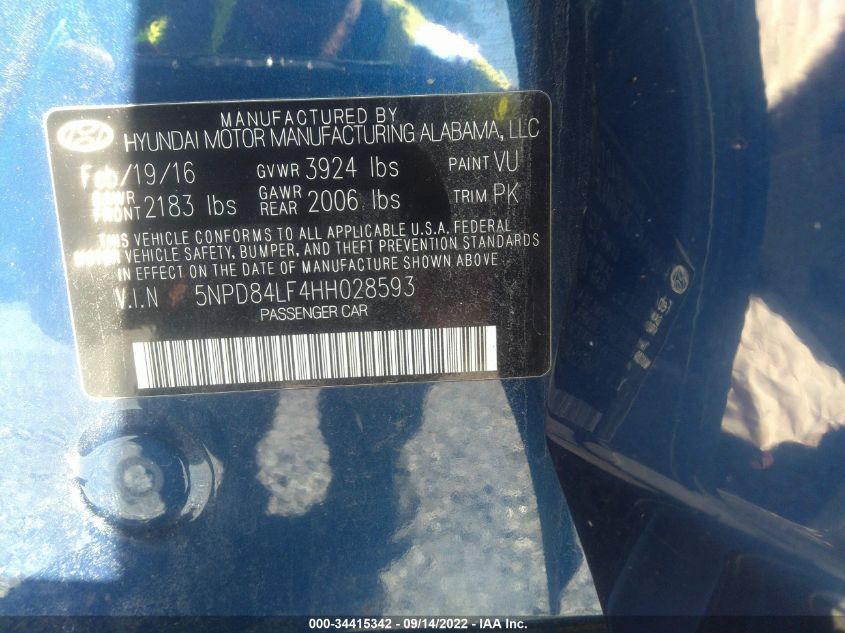 MANUFACTURED BY
HYUNDAI MOTOR MANUFACTURING ALABAMA, LLC
Feb/19/16 GVWR 3924 lbs PAINT VU
GAWR FRONT 2183 lbs GAWR REAR 2006 lbs TRIM PK
THIS VEHICLE CONFORMS TO ALL APPLICABLE U.S.A. FEDERAL
MOTOR VEHICLE SAFETY, BUMPER, AND THEFT PREVENTION STANDARDS
IN EFFECT ON THE DATE OF MANUFACTURE SHOWN ABOVE.
V.I.N 5NPD84LF4HH028593
PASSENGER CAR
000-34415342 - 09/14/2022 - IAA Inc.